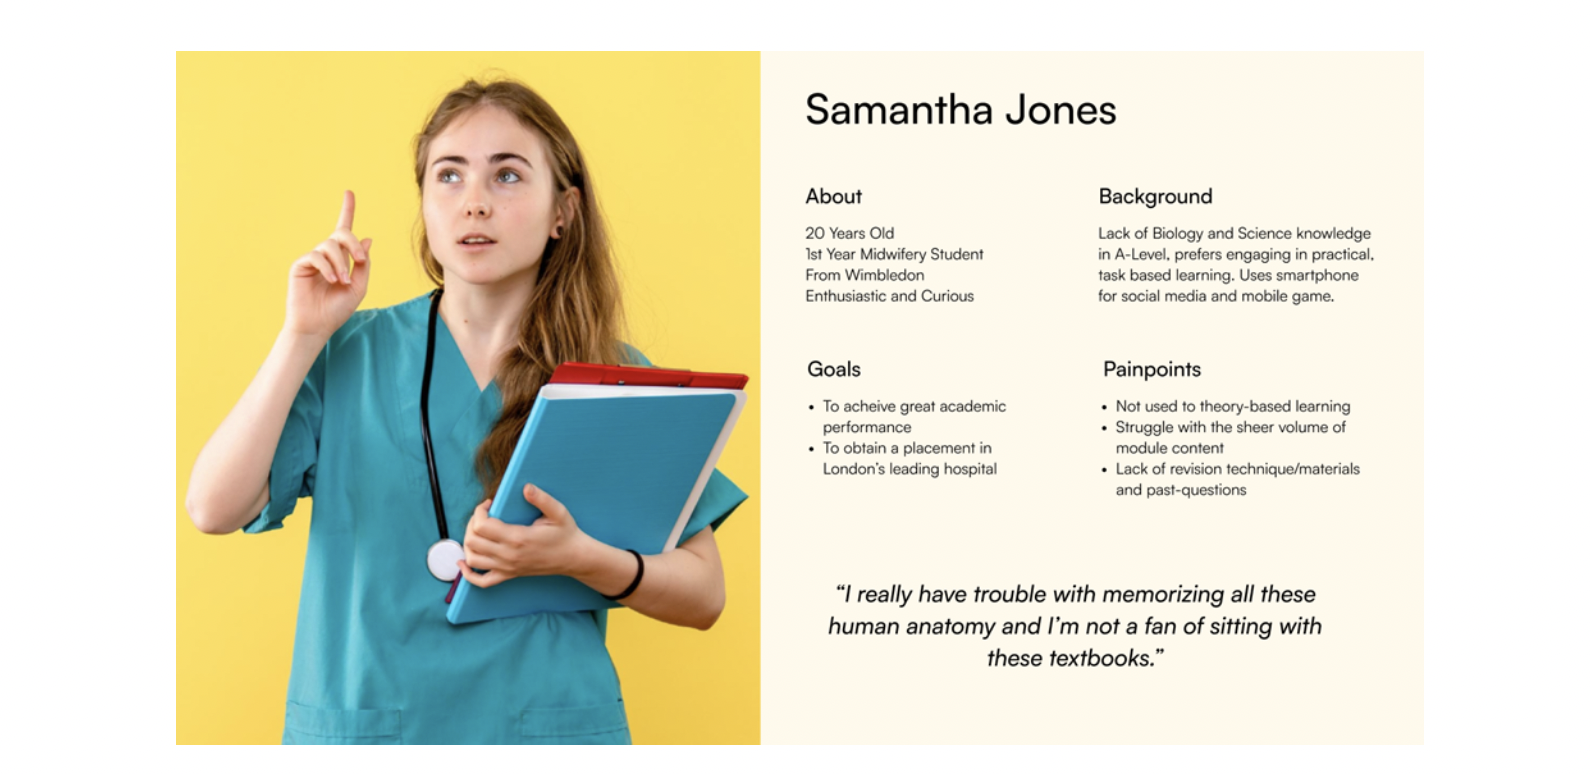 Samantha Jones
About
20 Years Old
1st Year Midwifery Student
From Wimbledon
Enthusiastic and Curious
Background
Lack of Biology and Science knowledge
in A-Level, prefers engaging in practical,
task based learning. Uses smartphone
for social media and mobile game.
Goals
• To acheive great academic
performance
• To obtain a placement in
London's leading hospital
Painpoints
• Not used to theory-based learning
• Struggle with the sheer volume of
module content
• Lack of revision technique/materials
and past-questions
“I really have trouble with memorizing all these
human anatomy and I’m not a fan of sitting with
these textbooks.”